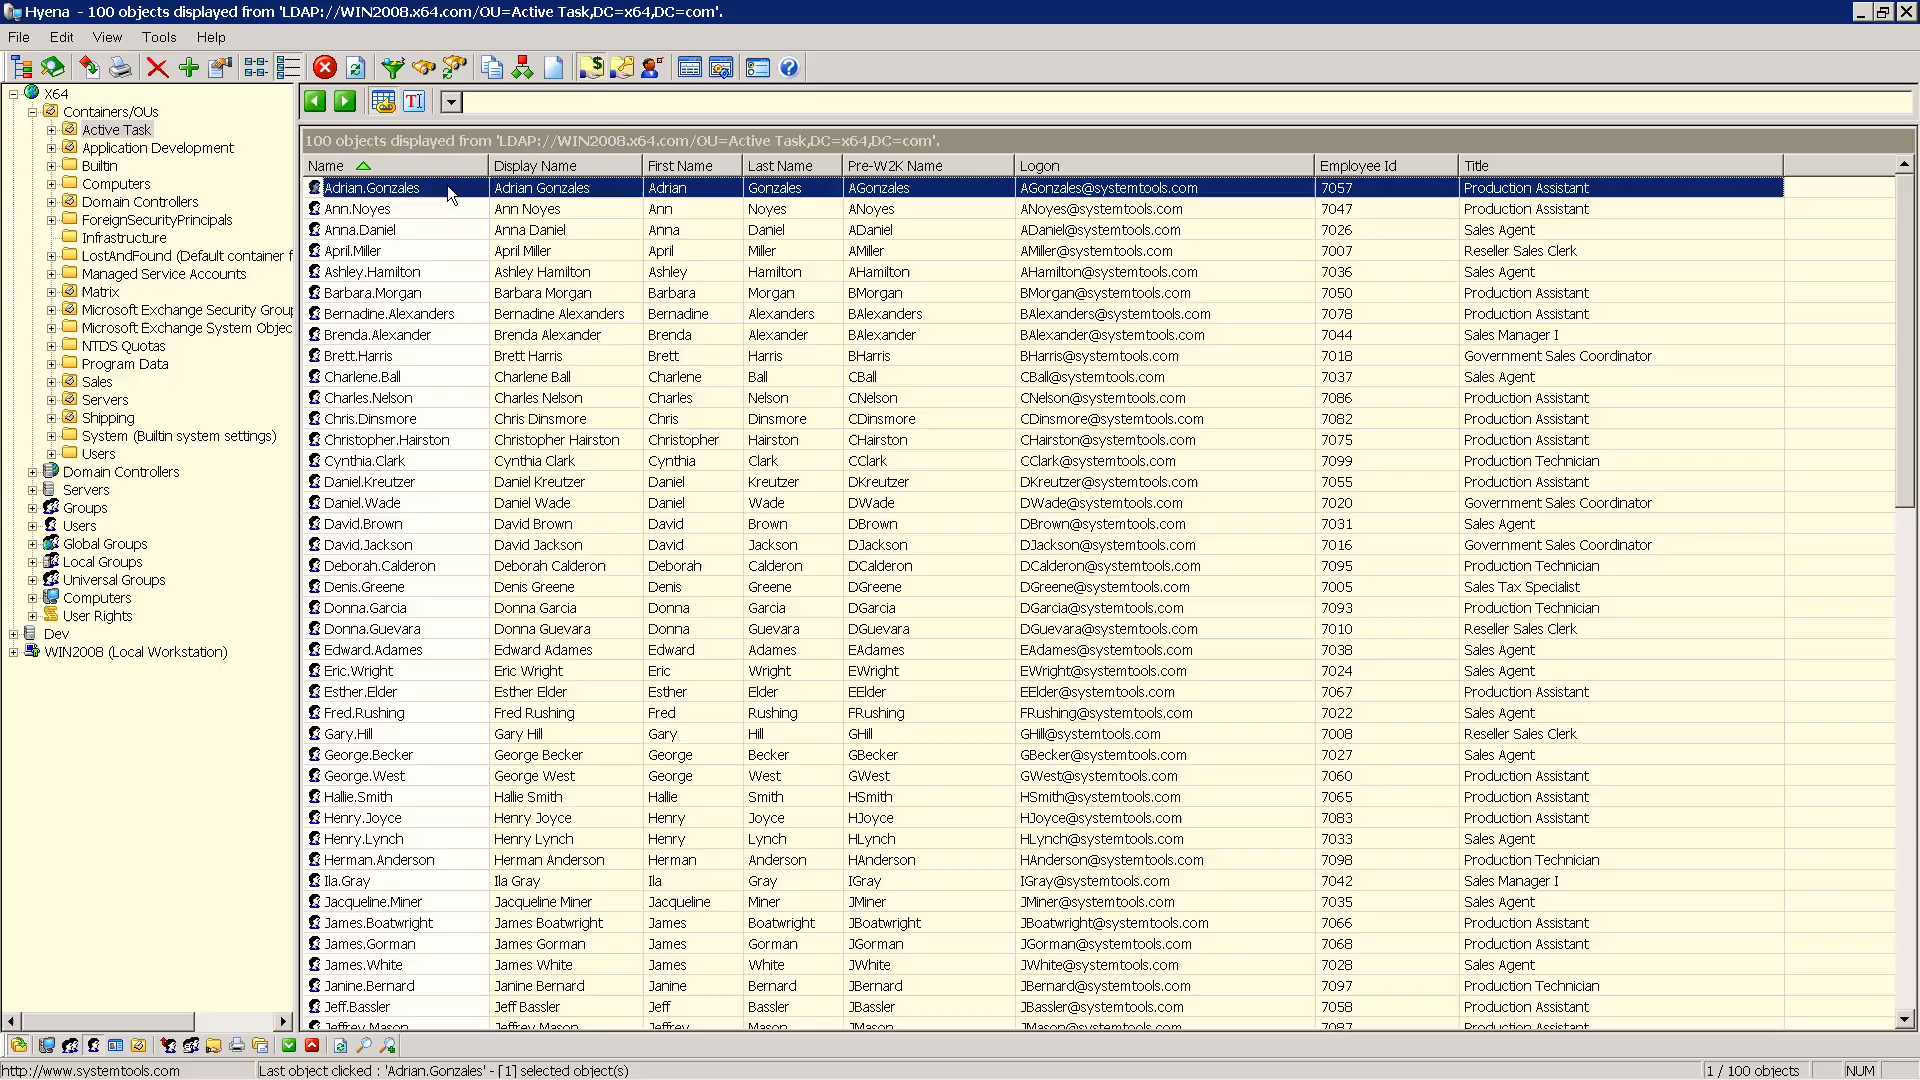 Hyena - 100 objects displayed from 'LDAP://WIN2008.x64.com/OU=Active Task,DC=x64,DC=com'.
File Edit View Tools Help
X64
Containers/OUs
Active Task
Application Development
Builtin
Computers
Domain Controllers
ForeignSecurityPrincipals
Infrastructure
LostAndFound (Default container f
Managed Service Accounts
Matrix
Microsoft Exchange Security Grou
Microsoft Exchange System Objec
NTDS Quotas
Program Data
Sales
Servers
Shipping
System (Builtin system settings)
Users
Domain Controllers
Servers
Groups
Users
Global Groups
Local Groups
Universal Groups
Computers
User Rights
Dev
WIN2008 (Local Workstation)
100 objects displayed from 'LDAP://WIN2008.x64.com/OU=Active Task,DC=x64,DC=com'.
Name Display Name First Name Last Name Pre-W2K Name Logon Employee Id Title
Adrian.Gonzales Adrian Gonzales Adrian Gonzales AGonzales AGonzales@systemtools.com 7057 Production Assistant
Ann.Noyes Ann Noyes Ann Noyes ANoyes ANoyes@systemtools.com 7047 Production Assistant
Anna.Daniel Anna Daniel Anna Daniel ADaniel ADaniel@systemtools.com 7026 Sales Agent
April.Miller April Miller April Miller AMiller AMiller@systemtools.com 7007 Reseller Sales Clerk
Ashley.Hamilton Ashley Hamilton Ashley Hamilton AHamilton AHamilton@systemtools.com 7036 Sales Agent
Barbara.Morgan Barbara Morgan Barbara Morgan BMorgan BMorgan@systemtools.com 7050 Production Assistant
Bernadine.Alexanders Bernadine Alexanders Bernadine Alexanders BAlexanders BAlexanders@systemtools.com 7078 Production Assistant
Brenda.Alexander Brenda Alexander Brenda Alexander BAlexander BAlexander@systemtools.com 7044 Sales Manager I
Brett.Harris Brett Harris Brett Harris BHarris BHarris@systemtools.com 7018 Government Sales Coordinator
Charlene.Ball Charlene Ball Charlene Ball CBall CBall@systemtools.com 7037 Sales Agent
Charles.Nelson Charles Nelson Charles Nelson CNelson CNelson@systemtools.com 7086 Production Assistant
Chris.Dinsmore Chris Dinsmore Chris Dinsmore CDinsmore CDinsmore@systemtools.com 7082 Production Assistant
Christopher.Hairston Christopher Hairston Christopher Hairston CHairston CHairston@systemtools.com 7075 Production Assistant
Cynthia.Clark Cynthia Clark Cynthia Clark CClark CClark@systemtools.com 7099 Production Technician
Daniel.Kreutzer Daniel Kreutzer Daniel Kreutzer DKreutzer DKreutzer@systemtools.com 7055 Production Assistant
Daniel.Wade Daniel Wade Daniel Wade DWade DWade@systemtools.com 7020 Government Sales Coordinator
David.Brown David Brown David Brown DBrown DBrown@systemtools.com 7031 Sales Agent
David.Jackson David Jackson David Jackson DJackson DJackson@systemtools.com 7016 Government Sales Coordinator
Deborah.Calderon Deborah Calderon Deborah Calderon DCalderon DCalderon@systemtools.com 7095 Production Technician
Denis.Greene Denis Greene Denis Greene DGreene DGreene@systemtools.com 7005 Sales Tax Specialist
Donna.Garcia Donna Garcia Donna Garcia DGarcia DGarcia@systemtools.com 7093 Production Technician
Donna.Guevara Donna Guevara Donna Guevara DGuevara DGuevara@systemtools.com 7010 Reseller Sales Clerk
Edward.Adames Edward Adames Edward Adames EAdames EAdames@systemtools.com 7038 Sales Agent
Eric.Wright Eric Wright Eric Wright EWright EWright@systemtools.com 7024 Sales Agent
Esther.Elder Esther Elder Esther Elder EElder EElder@systemtools.com 7067 Production Assistant
Fred.Rushing Fred Rushing Fred Rushing FRushing FRushing@systemtools.com 7022 Sales Agent
Gary.Hill Gary Hill Gary Hill GHill GHill@systemtools.com 7008 Reseller Sales Clerk
George.Becker George Becker George Becker GBecker GBecker@systemtools.com 7027 Sales Agent
George.West George West George West GWest GWest@systemtools.com 7060 Production Assistant
Hallie.Smith Hallie Smith Hallie Smith HSmith HSmith@systemtools.com 7065 Production Assistant
Henry.Joyce Henry Joyce Henry Joyce HJoyce HJoyce@systemtools.com 7083 Production Assistant
Henry.Lynch Henry Lynch Henry Lynch HLynch HLynch@systemtools.com 7033 Sales Agent
Herman.Anderson Herman Anderson Herman Anderson HAnderson HAnderson@systemtools.com 7098 Production Technician
Ila.Gray Ila Gray Ila Gray IGray IGray@systemtools.com 7042 Sales Manager I
Jacqueline.Miner Jacqueline Miner Jacqueline Miner JMiner JMiner@systemtools.com 7035 Sales Agent
James.Boatwright James Boatwright James Boatwright JBoatwright JBoatwright@systemtools.com 7066 Production Assistant
James.Gorman James Gorman James Gorman JGorman JGorman@systemtools.com 7068 Production Assistant
James.White James White James White JWhite JWhite@systemtools.com 7028 Sales Agent
Janine.Bernard Janine Bernard Janine Bernard JBernard JBernard@systemtools.com 7097 Production Technician
Jeff.Bassler Jeff Bassler Jeff Bassler JBassler JBassler@systemtools.com 7058 Production Assistant
Jeffrey.Mason Jeffrey Mason Jeffrey Mason JMason JMason@systemtools.com 7087 Production Assistant
http://www.systemtools.com Last object clicked : 'Adrian.Gonzales' - [1] selected object(s) 1 / 100 objects NUM